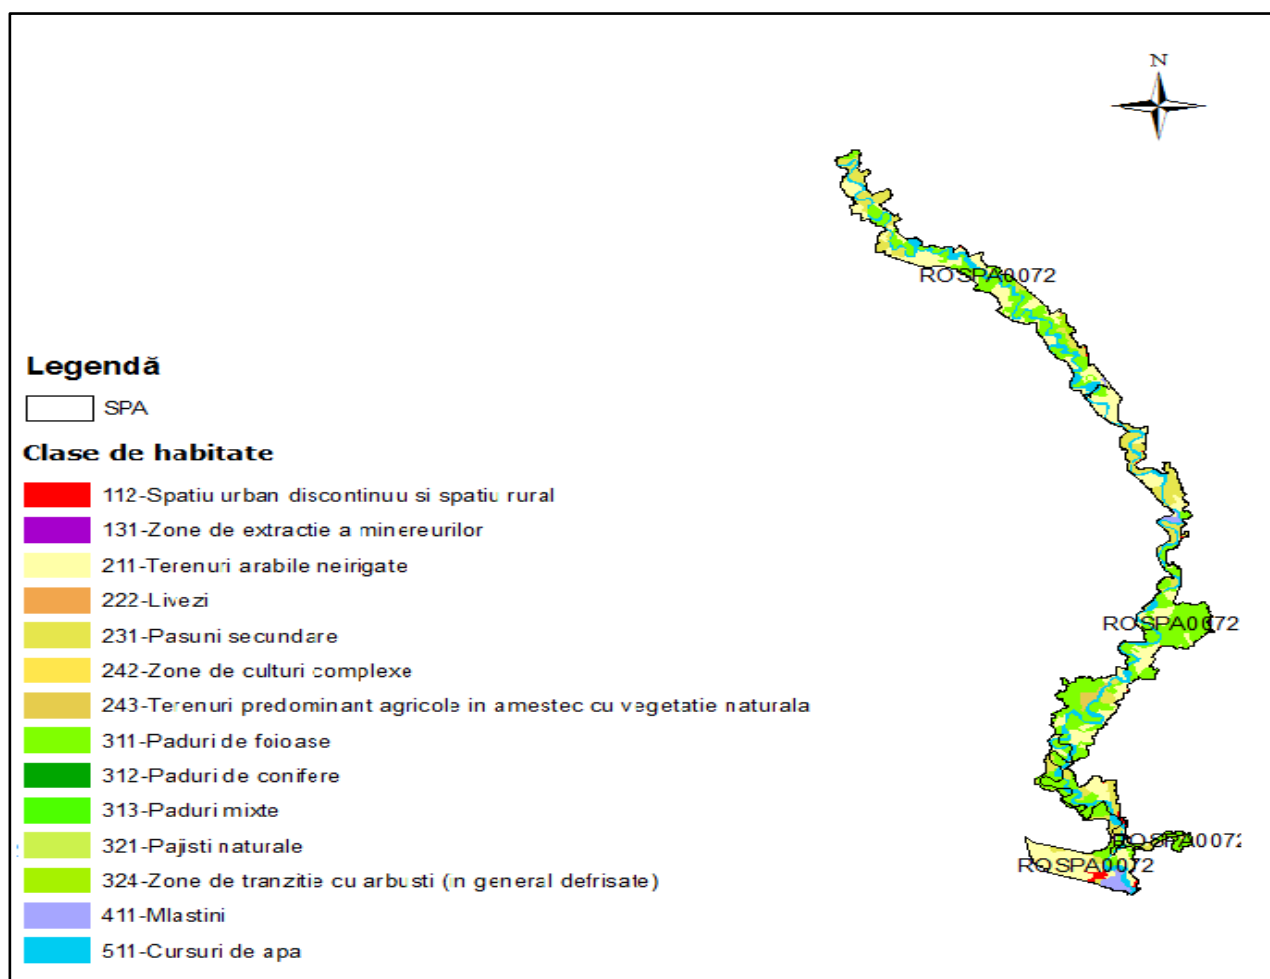 N
ROSPA0072
Legendă
SPA
Clase de habitate
112-Spatiu urban discontinuu si spatiu rural
131-Zone de extractie a minereurilor
211-Terenuri arabile neirigate
222-Livezi
231-Pasuni secundare
ROSPA0072
242-Zone de culturi complexe
243-Terenuri predominant agricole in amestec cu vegetatie naturala
311-Paduri de foioase
312-Paduri de conifere
313-Paduri mixte
321-Pajisti naturale
ROSPA0072
ROSPA0072
324-Zone de tranzitie cu arbusti (in general defrisate)
411-Mlastini
511-Cursuri de apa